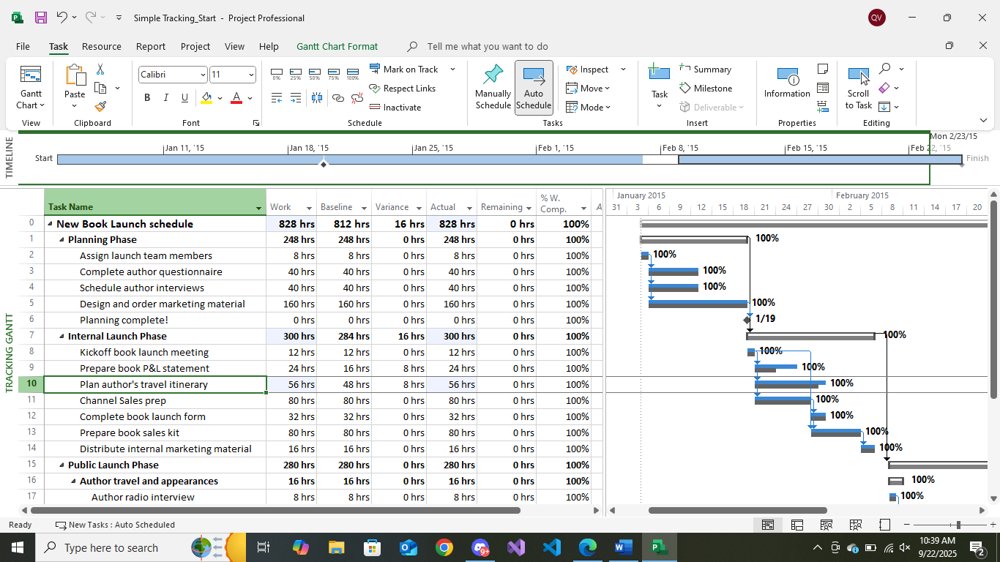 Simple Tracking_Start - Project Professional
QV
File Task Resource Report Project View Help Gantt Chart Format Tell me what you want to do
Gantt Chart
View
Paste
Clipboard
Calibri 11
B I U A
Font
0% 25% 50% 75% 100%
Mark on Track
Respect Links
Inactivate
Schedule
Manually Schedule
Auto Schedule
Inspect
Move
Mode
Tasks
Task
Summary
Milestone
Deliverable
Insert
Information
Properties
Scroll to Task
Editing
TIMELINE
Mon 2/23/15
Jan 11, '15 Jan 18, '15 Jan 25, '15 Feb 1, '15 Feb 8, '15 Feb 15, '15 Feb 22, '15
Start Finish
TRACKING GANTT
Task Name Work Baseline Variance Actual Remaining % W. Comp. A
January 2015 February 2015
31 3 6 9 12 15 18 21 24 27 30 2 5 8 11 14 17 20
0 New Book Launch schedule 828 hrs 812 hrs 16 hrs 828 hrs 0 hrs 100%
1 Planning Phase 248 hrs 248 hrs 0 hrs 248 hrs 0 hrs 100% 100%
2 Assign launch team members 8 hrs 8 hrs 0 hrs 8 hrs 0 hrs 100% 100%
3 Complete author questionnaire 40 hrs 40 hrs 0 hrs 40 hrs 0 hrs 100% 100%
4 Schedule author interviews 40 hrs 40 hrs 0 hrs 40 hrs 0 hrs 100% 100%
5 Design and order marketing material 160 hrs 160 hrs 0 hrs 160 hrs 0 hrs 100% 100%
6 Planning complete! 0 hrs 0 hrs 0 hrs 0 hrs 0 hrs 100% 1/19
7 Internal Launch Phase 300 hrs 284 hrs 16 hrs 300 hrs 0 hrs 100% 100%
8 Kickoff book launch meeting 12 hrs 12 hrs 0 hrs 12 hrs 0 hrs 100% 100%
9 Prepare book P&L statement 24 hrs 16 hrs 8 hrs 24 hrs 0 hrs 100% 100%
10 Plan author's travel itinerary 56 hrs 48 hrs 8 hrs 56 hrs 0 hrs 100% 100%
11 Channel Sales prep 80 hrs 80 hrs 0 hrs 80 hrs 0 hrs 100% 100%
12 Complete book launch form 32 hrs 32 hrs 0 hrs 32 hrs 0 hrs 100% 100%
13 Prepare book sales kit 80 hrs 80 hrs 0 hrs 80 hrs 0 hrs 100% 100%
14 Distribute internal marketing material 16 hrs 16 hrs 0 hrs 16 hrs 0 hrs 100% 100%
15 Public Launch Phase 280 hrs 280 hrs 0 hrs 280 hrs 0 hrs 100%
16 Author travel and appearances 16 hrs 16 hrs 0 hrs 16 hrs 0 hrs 100% 100%
17 Author radio interview 8 hrs 8 hrs 0 hrs 8 hrs 0 hrs 100% 100%
Ready New Tasks : Auto Scheduled
Type here to search
9+
10:39 AM
9/22/2025
2